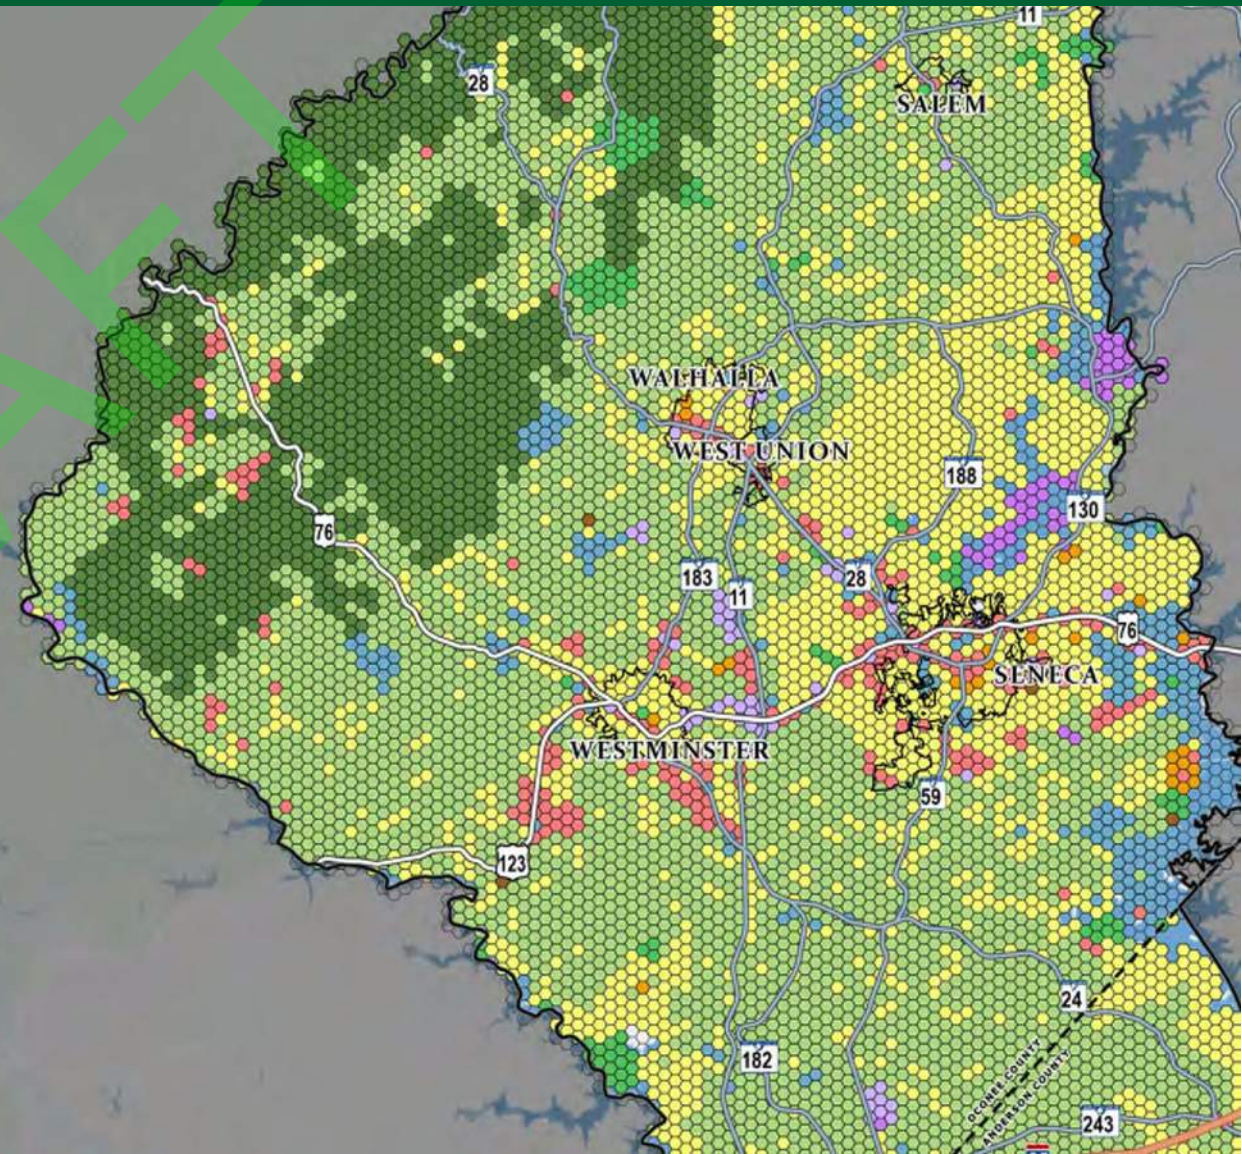 11
28
SALEM
WALHALLA
WEST UNION
188
130
76
183
11
28
76
SENECA
WESTMINSTER
59
123
24
182
OCONEE COUNTY
ANDERSON COUNTY
243